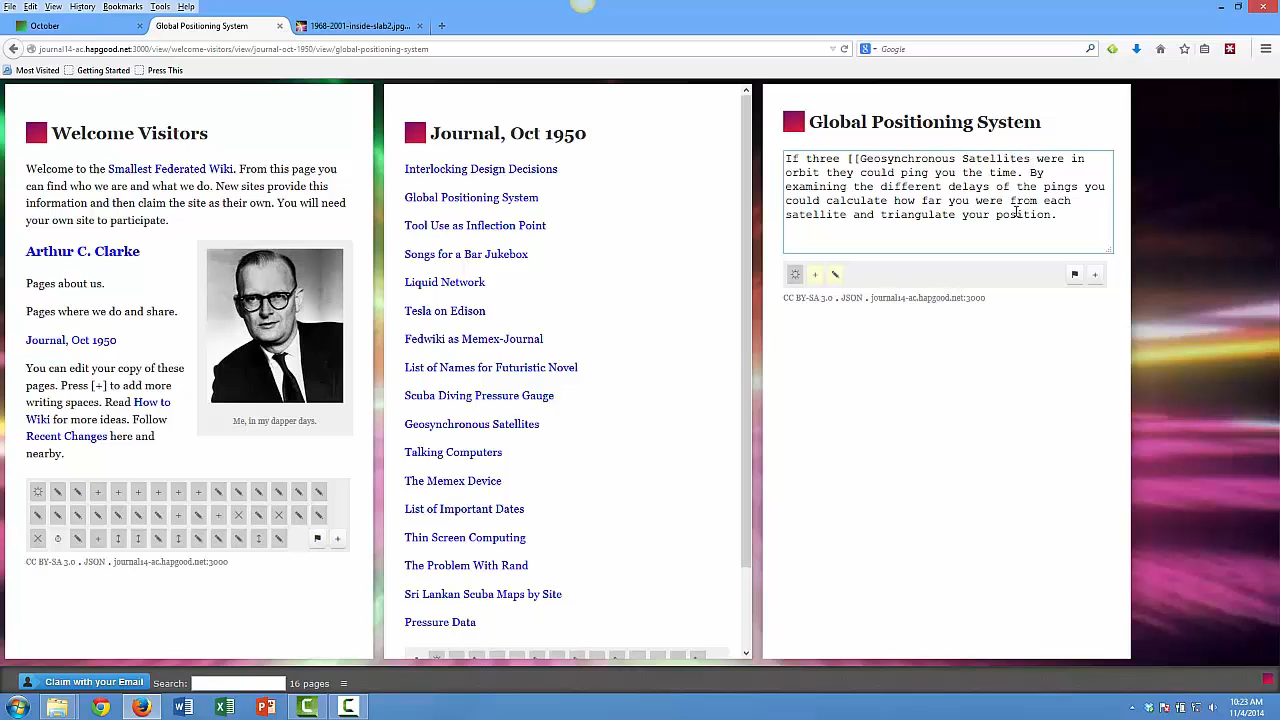 File Edit View History Bookmarks Tools Help
October × Global Positioning System × 1968-2001-inside-slab2.jpg... × +
journal14-ac.hapgood.net:3000/view/welcome-visitors/view/journal-oct-1950/view/global-positioning-system
Google
Most Visited Getting Started Press This
Welcome Visitors
Welcome to the Smallest Federated Wiki. From this page you
can find who we are and what we do. New sites provide this
information and then claim the site as their own. You will need
your own site to participate.
Arthur C. Clarke
Pages about us.
Pages where we do and share.
Journal, Oct 1950
You can edit your copy of these
pages. Press [+] to add more
writing spaces. Read How to
Wiki for more ideas. Follow
Recent Changes here and
nearby.
Me, in my dapper days.
CC BY-SA 3.0 . JSON . journal14-ac.hapgood.net:3000
Journal, Oct 1950
Interlocking Design Decisions
Global Positioning System
Tool Use as Inflection Point
Songs for a Bar Jukebox
Liquid Network
Tesla on Edison
Fedwiki as Memex-Journal
List of Names for Futuristic Novel
Scuba Diving Pressure Gauge
Geosynchronous Satellites
Talking Computers
The Memex Device
List of Important Dates
Thin Screen Computing
The Problem With Rand
Sri Lankan Scuba Maps by Site
Pressure Data
Global Positioning System
If three [[Geosynchronous Satellites were in
orbit they could ping you the time. By
examining the different delays of the pings you
could calculate how far you were from each
satellite and triangulate your position.
CC BY-SA 3.0 . JSON . journal14-ac.hapgood.net:3000
Claim with your Email Search: 16 pages
10:23 AM
11/4/2014